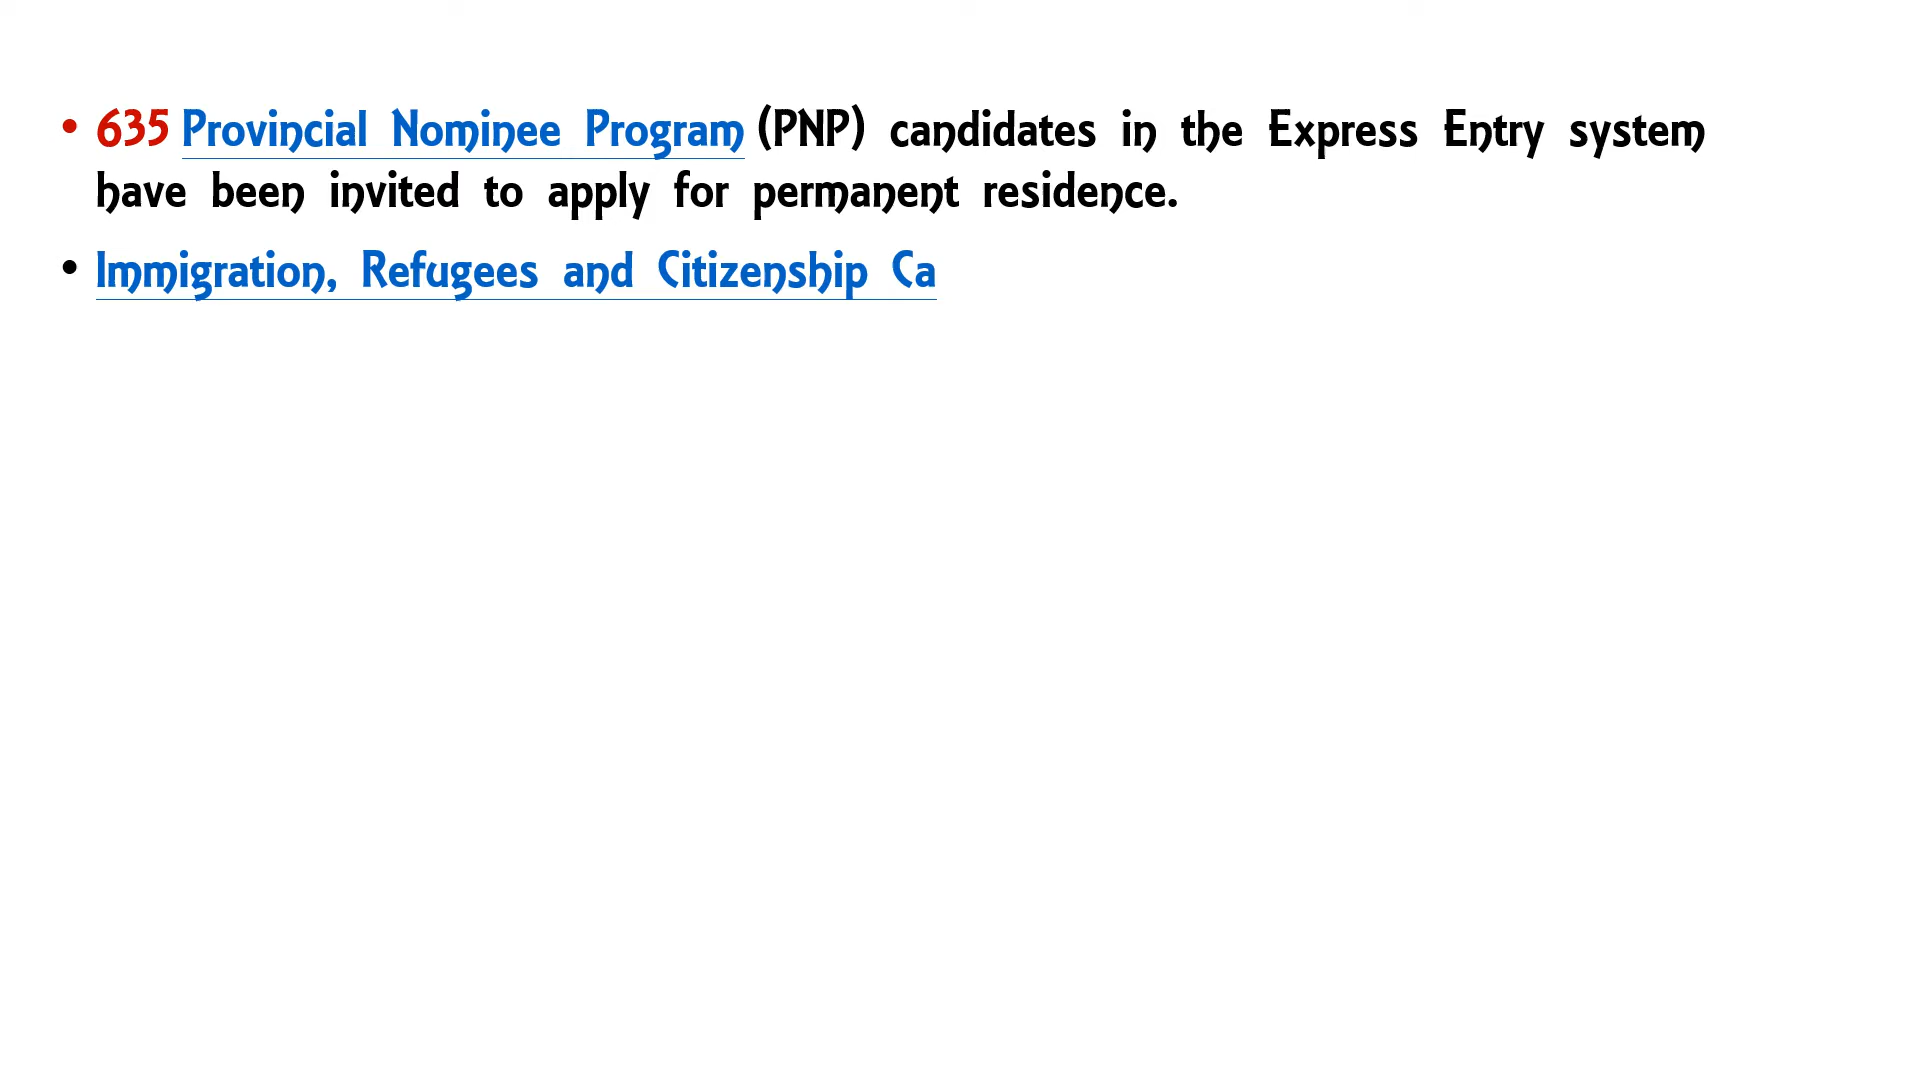 • 635 Provincial Nominee Program (PNP) candidates in the Express Entry system
have been invited to apply for permanent residence.
• Immigration, Refugees and Citizenship Ca